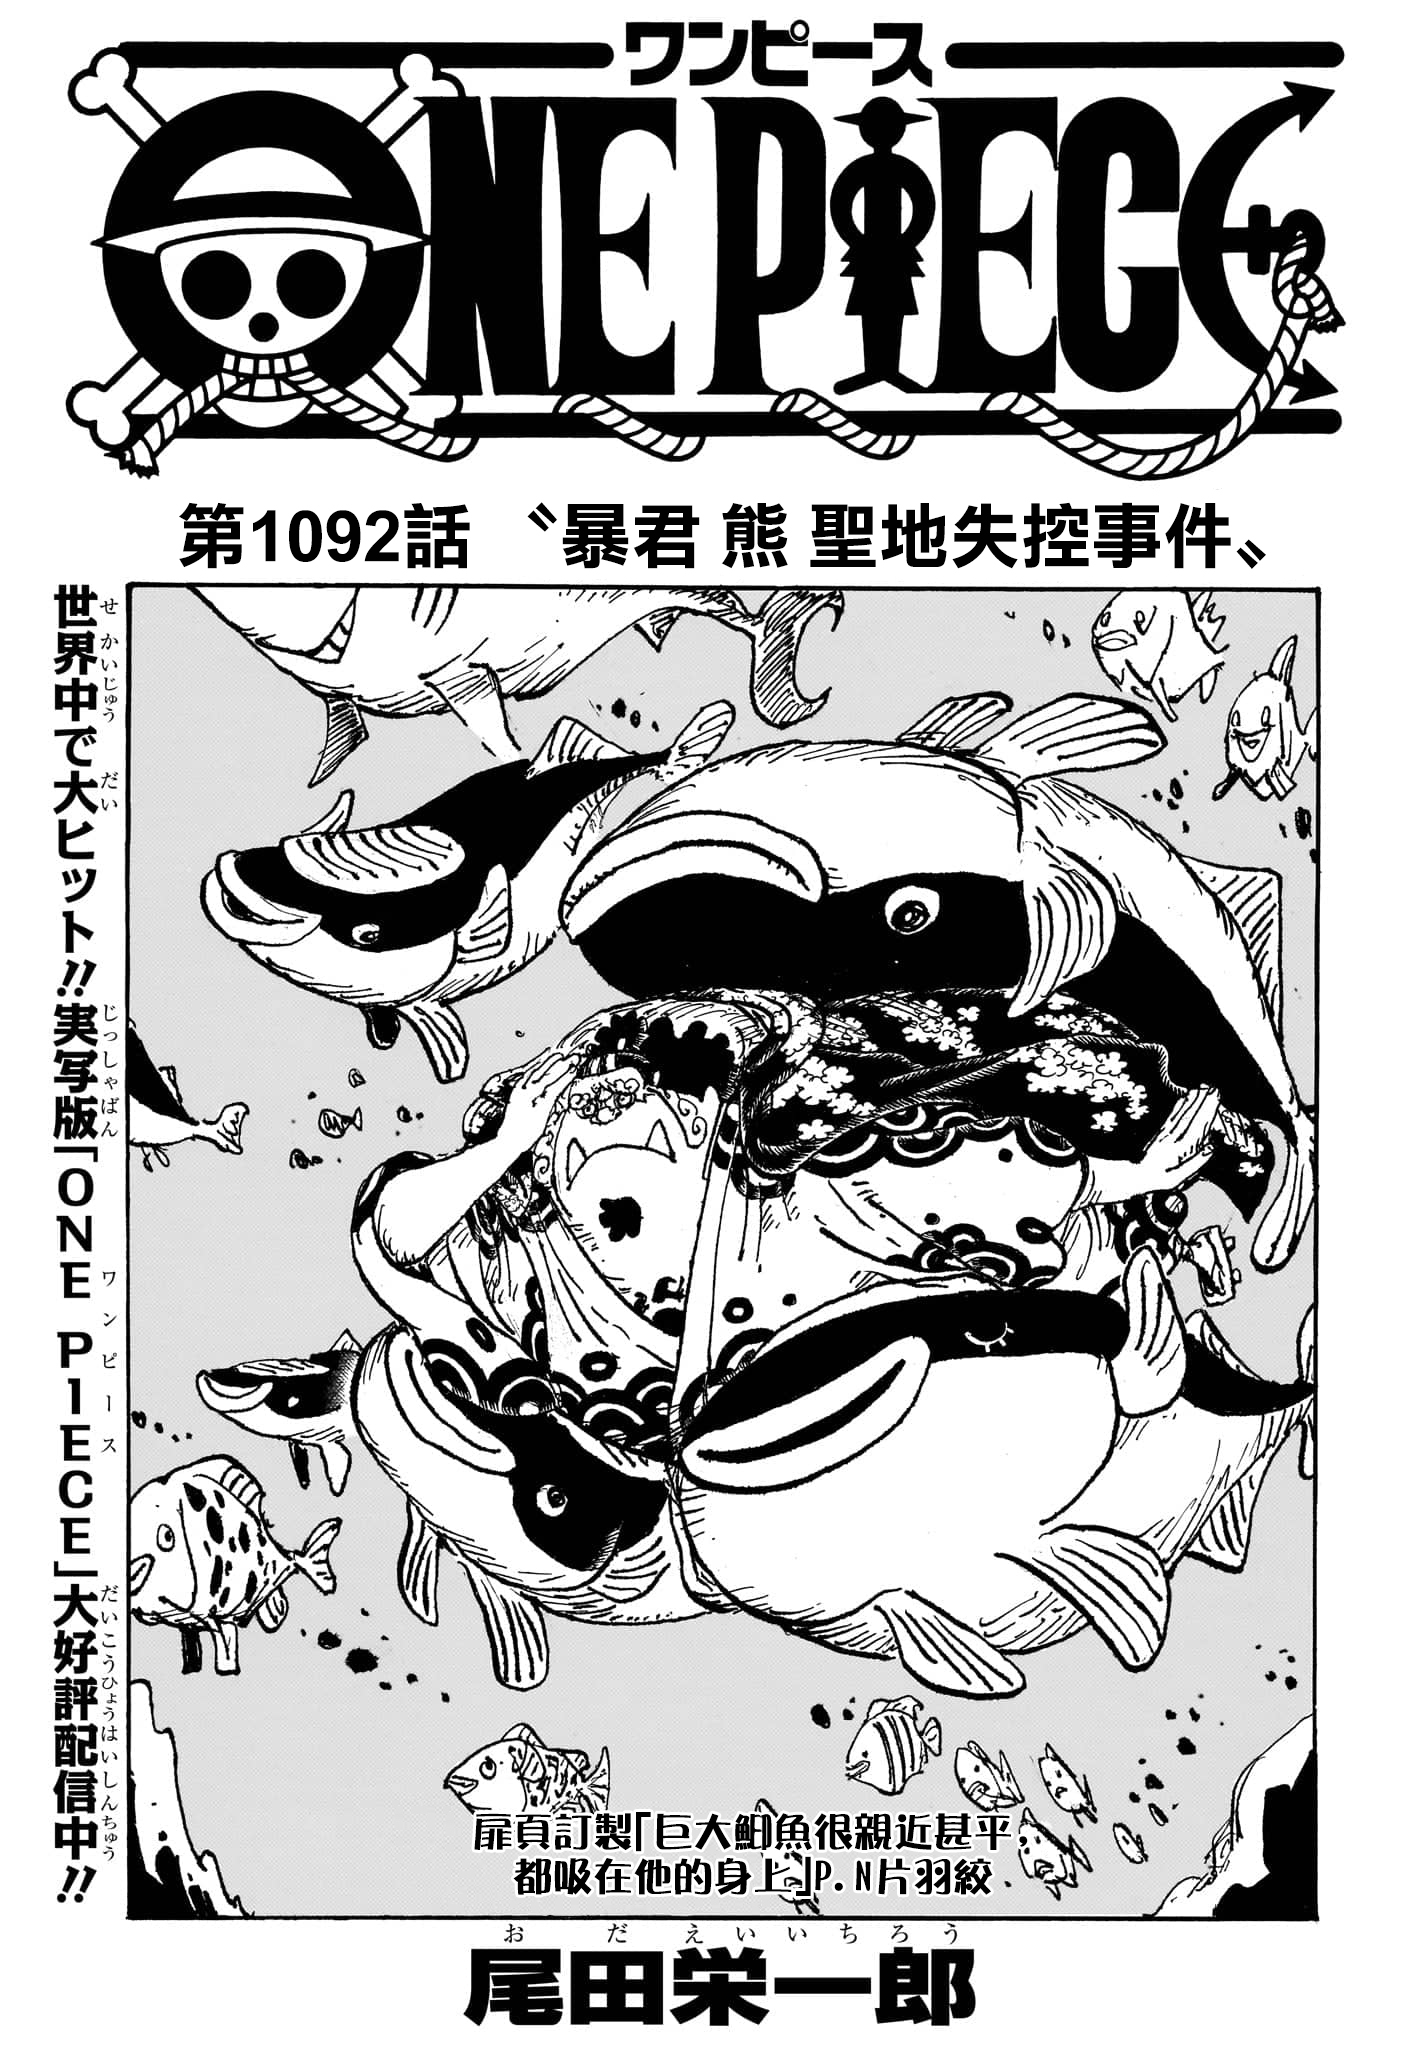 ワンピース
ONE PIECE
第1092話 〝暴君 熊 聖地失控事件〟
世界中で大ヒット!!実写版「ONE PIECE」大好評配信中!!
せかいじゅう だい じっしゃばん ワンピース だいこうひょうはいしんちゅう
扉頁訂製「巨大鮣魚很親近甚平,
都吸在他的身上」P.N片羽絞
おだえいいちろう
尾田栄一郎